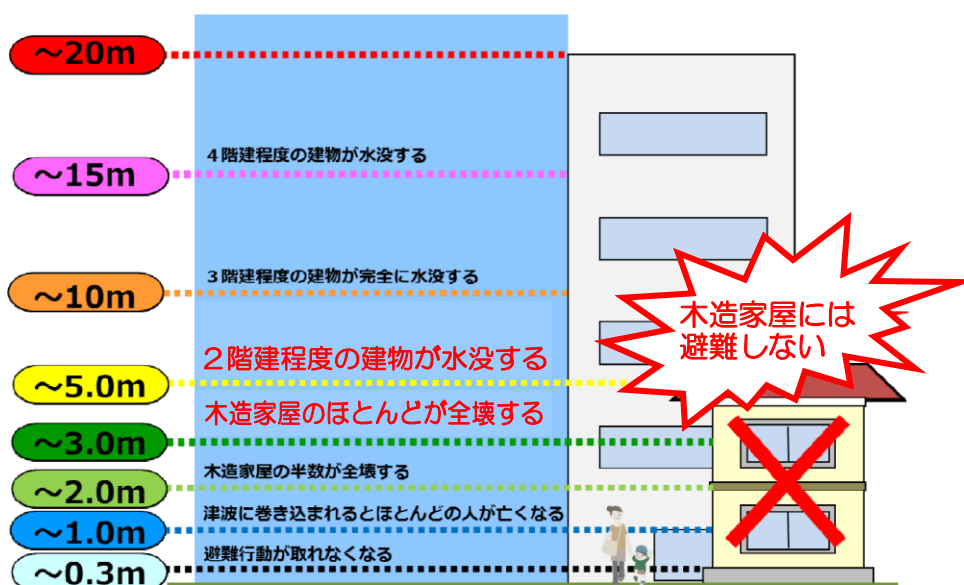 ～20m
4階建程度の建物が水没する
～15m
3階建程度の建物が完全に水没する
～10m
木造家屋には
避難しない
2階建程度の建物が水没する
～5.0m
木造家屋のほとんどが全壊する
～3.0m
木造家屋の半数が全壊する
～2.0m
津波に巻き込まれるとほとんどの人が亡くなる
～1.0m
避難行動が取れなくなる
～0.3m